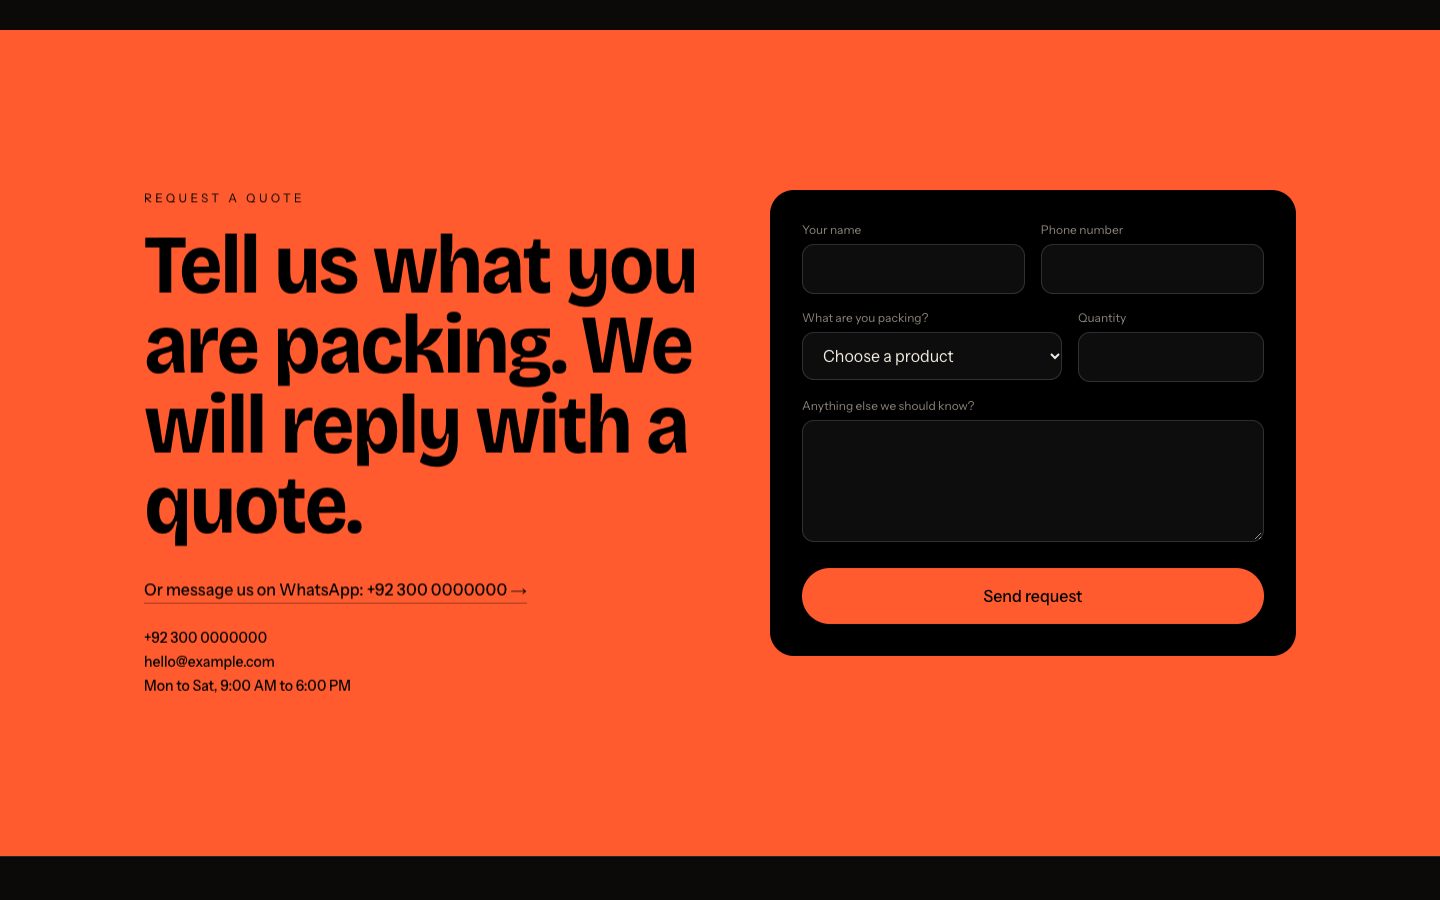 REQUEST A QUOTE
Tell us what you
are packing. We
will reply with a
quote.
Or message us on WhatsApp: +92 300 0000000 →
+92 300 0000000
hello@example.com
Mon to Sat, 9:00 AM to 6:00 PM
Your name
Phone number
What are you packing?
Quantity
Choose a product
Anything else we should know?
Send request